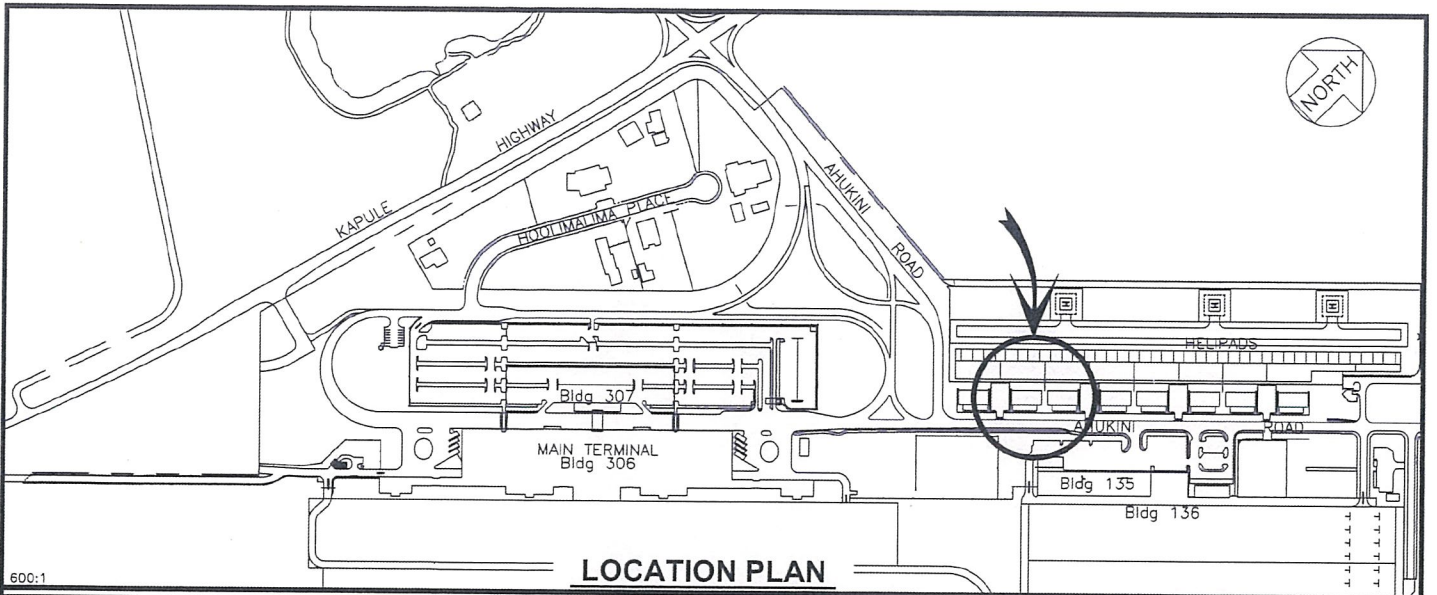 NORTH
HIGHWAY
KAPULE
AHUKINI
ROAD
HOOLIMALIMA PLACE
HELIPADS
Bldg 307
AHUKINI
ROAD
MAIN TERMINAL
Bldg 306
Bldg 135
Bldg 136
LOCATION PLAN
600:1